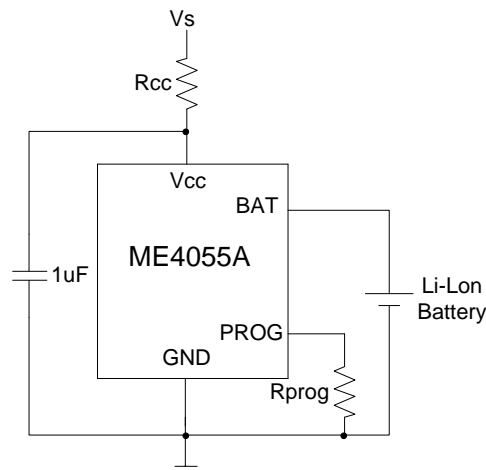 Vs
Rcc
Vcc
BAT
ME4055A
1uF
Li-Lon
Battery
PROG
GND
Rprog